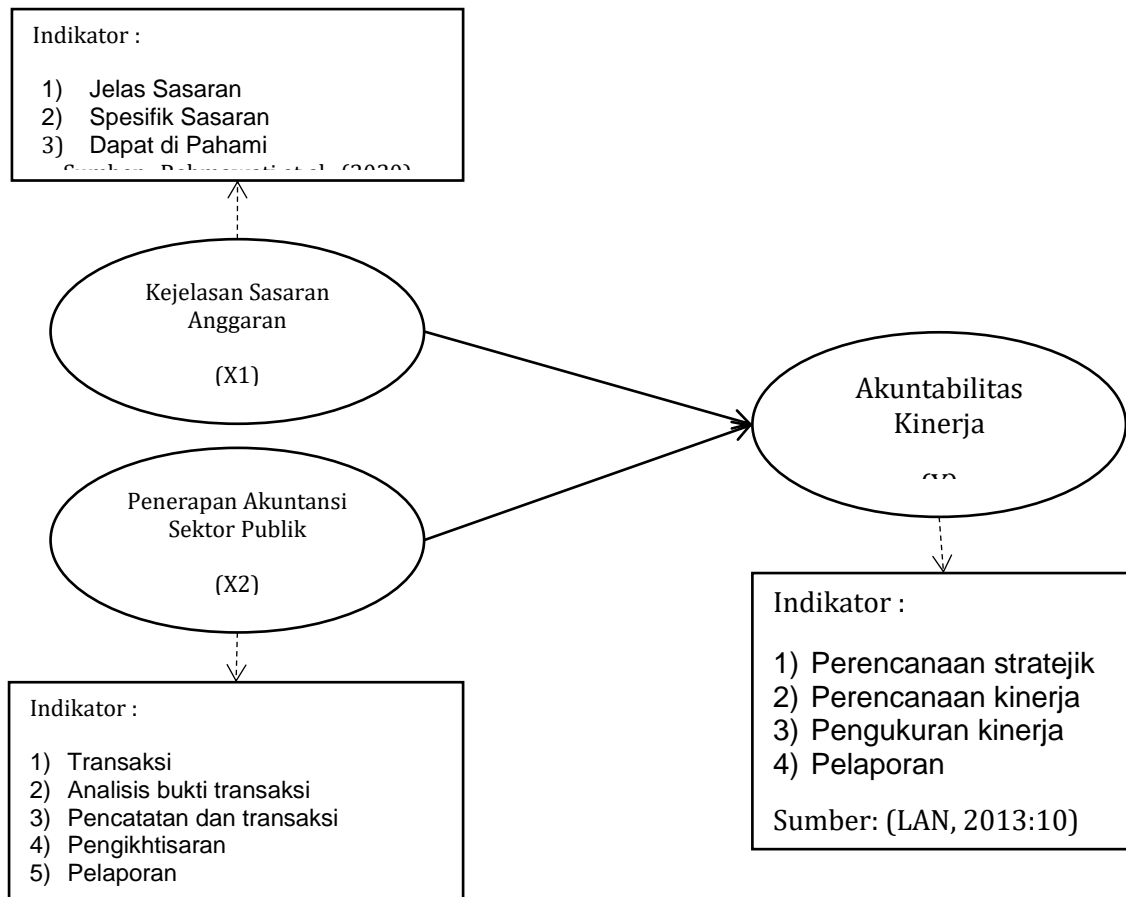 Indikator :
1) Jelas Sasaran
2) Spesifik Sasaran
3) Dapat di Pahami
Kejelasan Sasaran
Anggaran
(X1)
Penerapan Akuntansi
Sektor Publik
(X2)
Akuntabilitas
Kinerja
Indikator :
1) Transaksi
2) Analisis bukti transaksi
3) Pencatatan dan transaksi
4) Pengikhtisaran
5) Pelaporan
Indikator :
1) Perencanaan stratejik
2) Perencanaan kinerja
3) Pengukuran kinerja
4) Pelaporan
Sumber: (LAN, 2013:10)